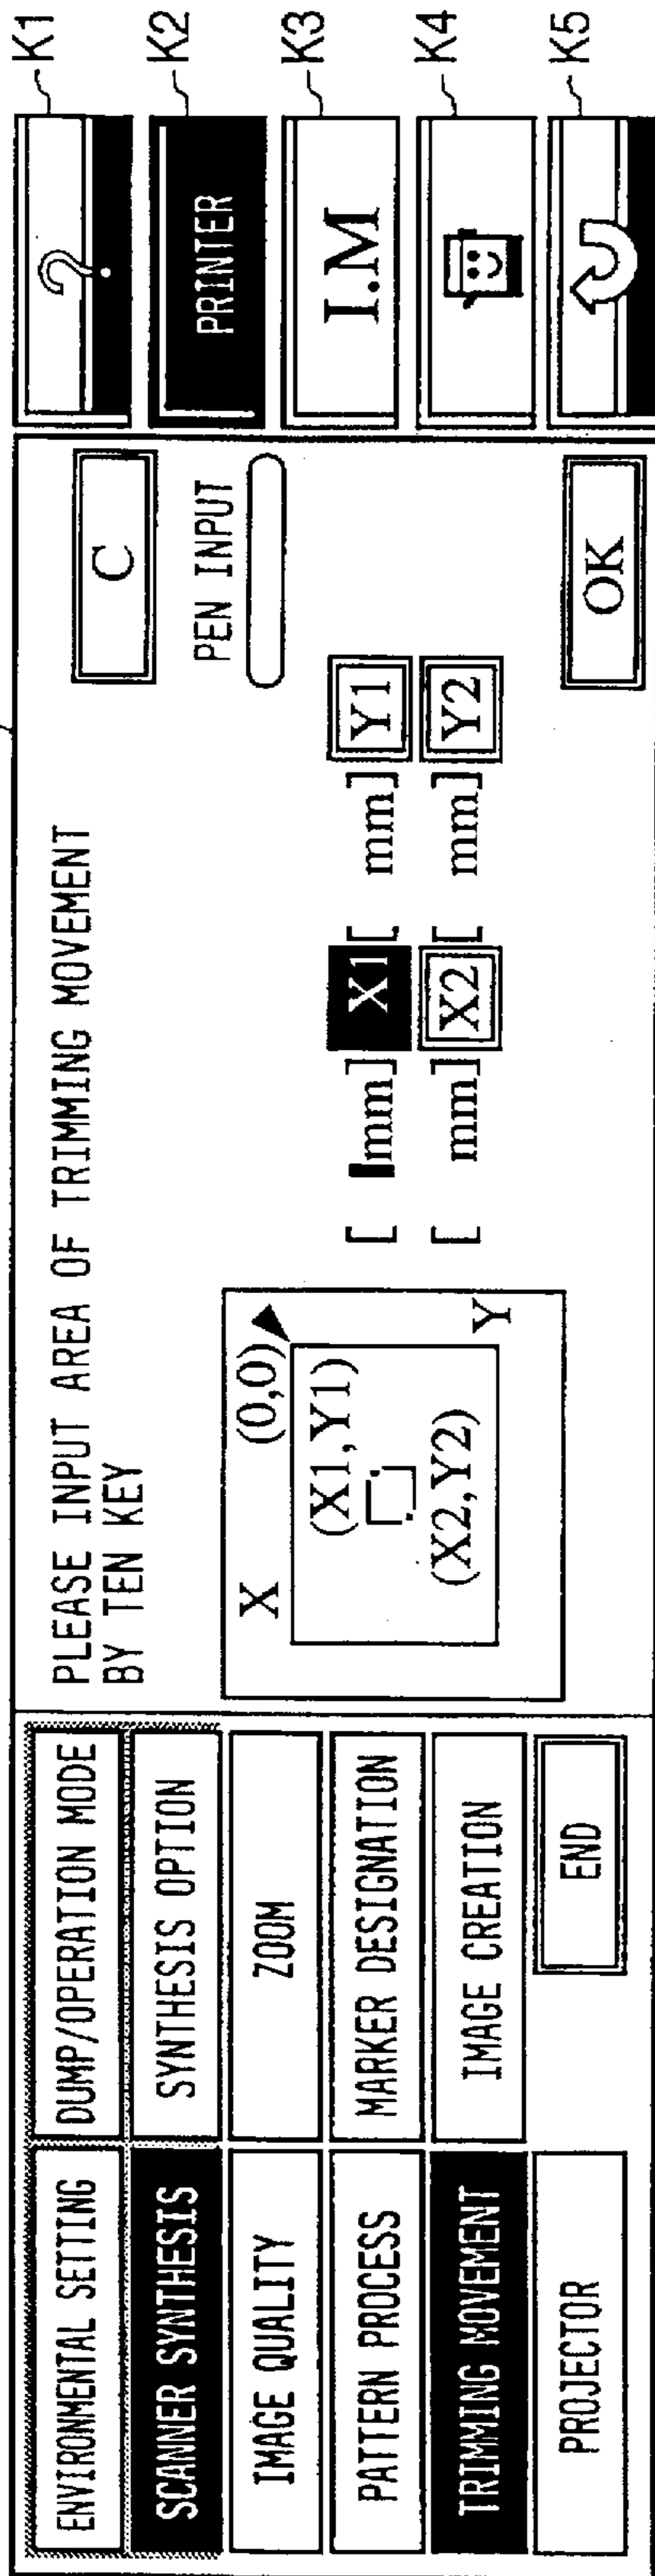 ENVIRONMENTAL SETTING
DUMP/OPERATION MODE
SCANNER SYNTHESIS
SYNTHESIS OPTION
IMAGE QUALITY
ZOOM
PATTERN PROCESS
MARKER DESIGNATION
TRIMMING MOVEMENT
IMAGE CREATION
PROJECTOR
END
PLEASE INPUT AREA OF TRIMMING MOVEMENT
BY TEN KEY
C
PEN INPUT
X
(0,0)
(X1,Y1)
(X2,Y2)
Y
[ mm] X1 [ mm] Y1
[ mm] X2 [ mm] Y2
OK
? K1
PRINTER K2
I.M K3
K4
K5